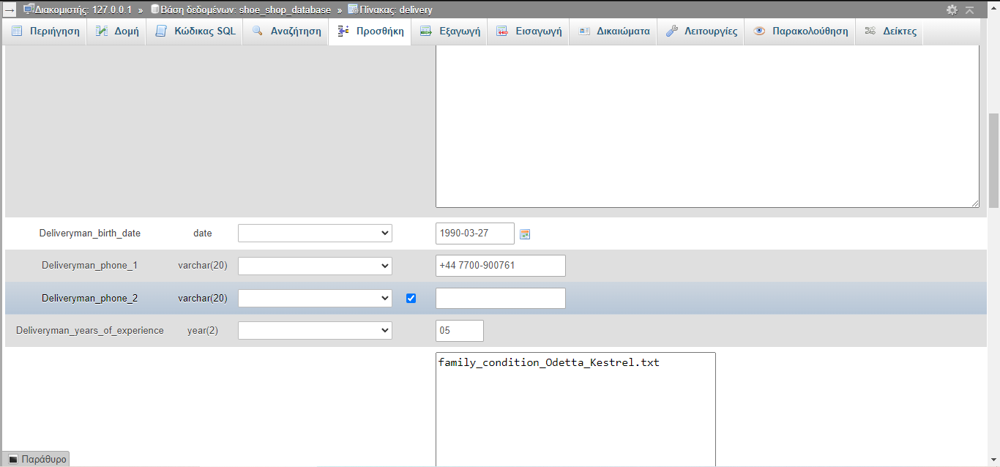 Διακομιστής: 127.0.0.1 » Βάση δεδομένων: shoe_shop_database » Πίνακας: delivery
Περιήγηση Δομή Κώδικας SQL Αναζήτηση Προσθήκη Εξαγωγή Εισαγωγή Δικαιώματα Λειτουργίες Παρακολούθηση Δείκτες
Deliveryman_birth_date date 1990-03-27
Deliveryman_phone_1 varchar(20) +44 7700-900761
Deliveryman_phone_2 varchar(20)
Deliveryman_years_of_experience year(2) 05
family_condition_Odetta_Kestrel.txt
Παράθυρο